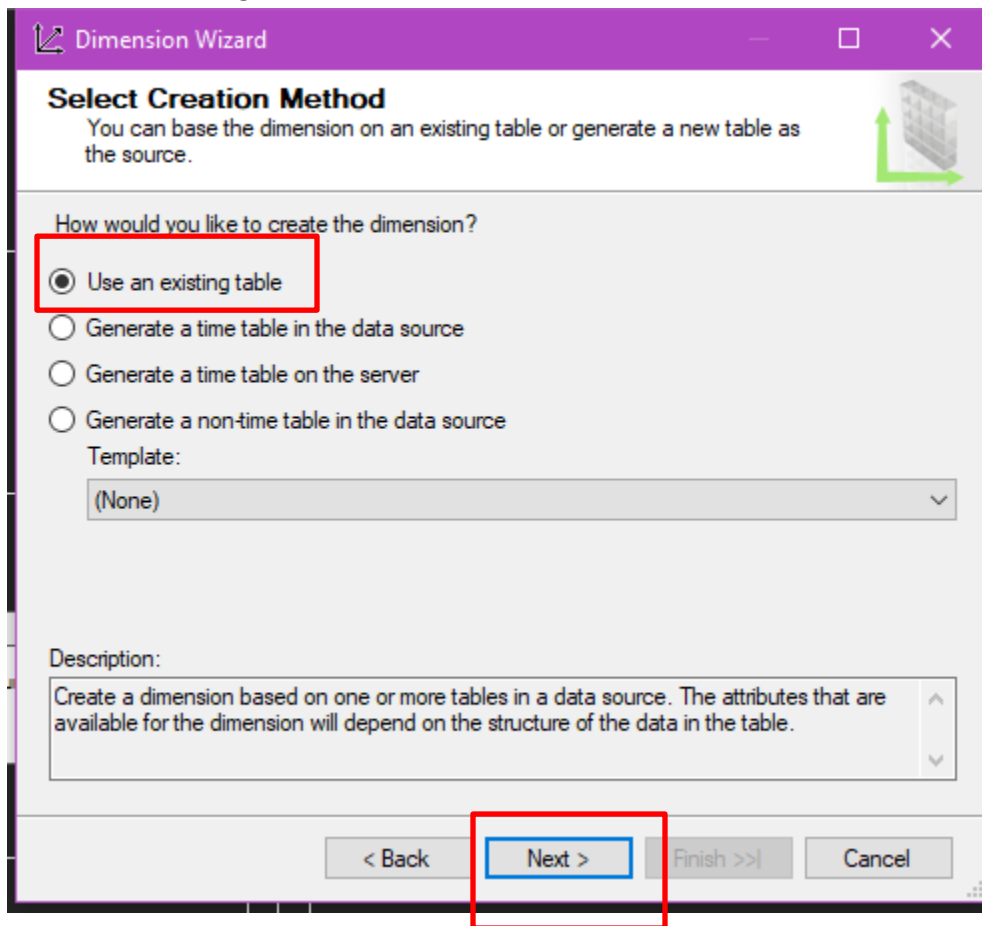 Dimension Wizard
Select Creation Method
You can base the dimension on an existing table or generate a new table as
the source.
How would you like to create the dimension?
Use an existing table
Generate a time table in the data source
Generate a time table on the server
Generate a non-time table in the data source
Template:
(None)
Description:
Create a dimension based on one or more tables in a data source. The attributes that are
available for the dimension will depend on the structure of the data in the table.
< Back Next > Finish >>| Cancel